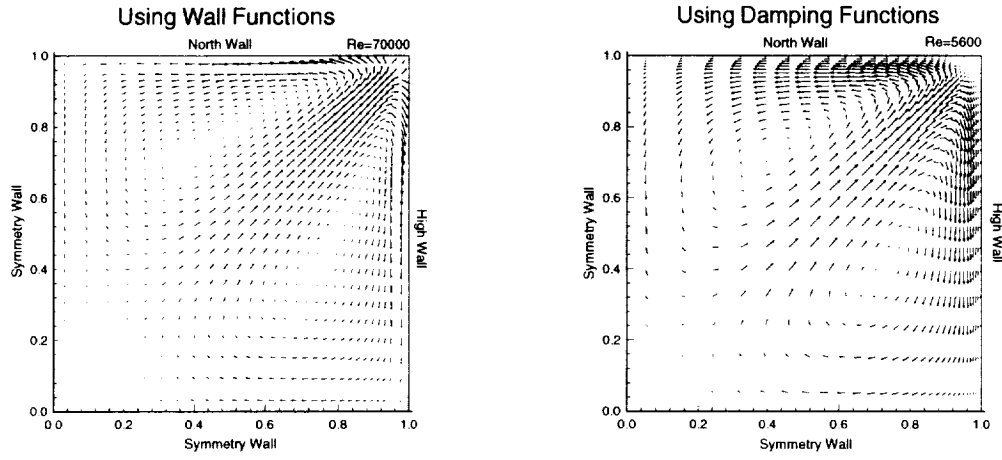 Using Wall Functions
North Wall
Re=70000
1.0
0.8
0.6
0.4
0.2
0.0
Symmetry Wall
High Wall
0.0 0.2 0.4 0.6 0.8 1.0
Symmetry Wall
Using Damping Functions
North Wall
Re=5600
1.0
0.8
0.6
0.4
0.2
0.0
Symmetry Wall
High Wall
0.0 0.2 0.4 0.6 0.8 1.0
Symmetry Wall